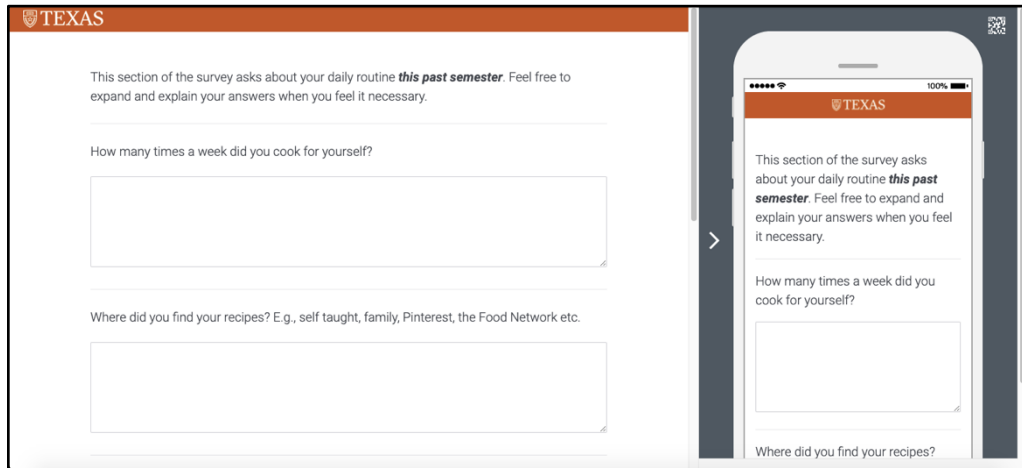 TEXAS
This section of the survey asks about your daily routine this past semester. Feel free to
expand and explain your answers when you feel it necessary.
How many times a week did you cook for yourself?
Where did you find your recipes? E.g., self taught, family, Pinterest, the Food Network etc.
100%
TEXAS
This section of the survey asks
about your daily routine this past
semester. Feel free to expand and
explain your answers when you feel
it necessary.
How many times a week did you
cook for yourself?
Where did you find your recipes?